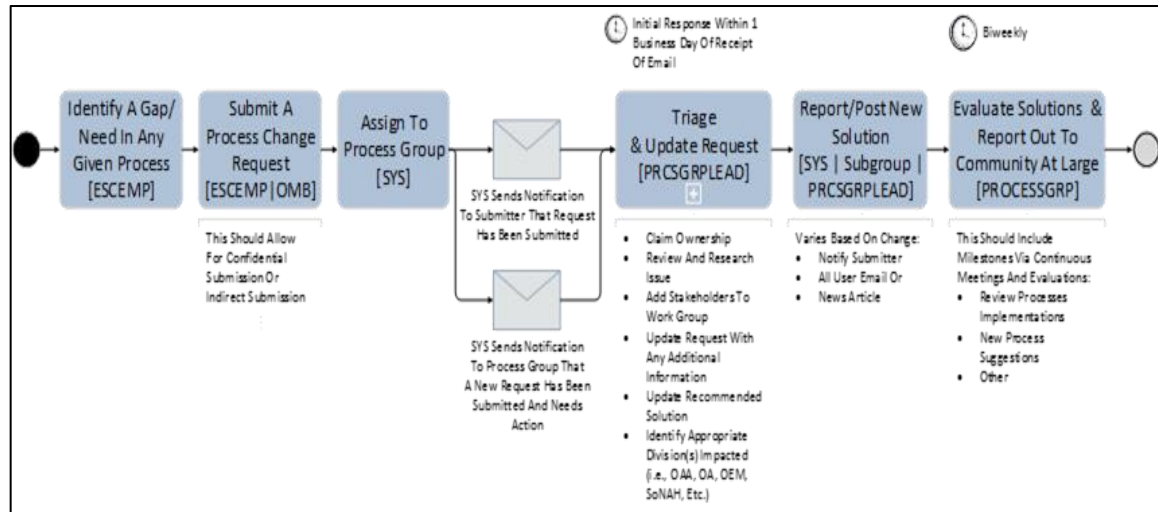 Initial Response Within 1
Business Day Of Receipt
Of Email
Biweekly
Identify A Gap/
Need In Any
Given Process
[ESCEMP]
Submit A
Process Change
Request
[ESCEMP|OMB]
Assign To
Process Group
[SYS]
Triage
& Update Request
[PRCSGRPLEAD]
Report/Post New
Solution
[SYS | Subgroup |
PRCSGRPLEAD]
Evaluate Solutions &
Report Out To
Community At Large
[PROCESSGRP]
This Should Allow
For Confidential
Submission Or
Indirect Submission
SYS Sends Notification
To Submitter That Request
Has Been Submitted
SYS Sends Notification
To Process Group That
A New Request Has Been
Submitted And Needs
Action
• Claim Ownership
• Review And Research
Issue
• Add Stakeholders To
Work Group
• Update Request With
Any Additional
Information
• Update Recommended
Solution
• Identify Appropriate
Division(s) Impacted
(i.e., OAA, OA, OEM,
SoNAH, Etc.)
Varies Based On Change:
• Notify Submitter
• All User Email Or
• News Article
This Should Include
Milestones Via Continuous
Meetings And Evaluations:
• Review Processes
Implementations
• New Process
Suggestions
• Other